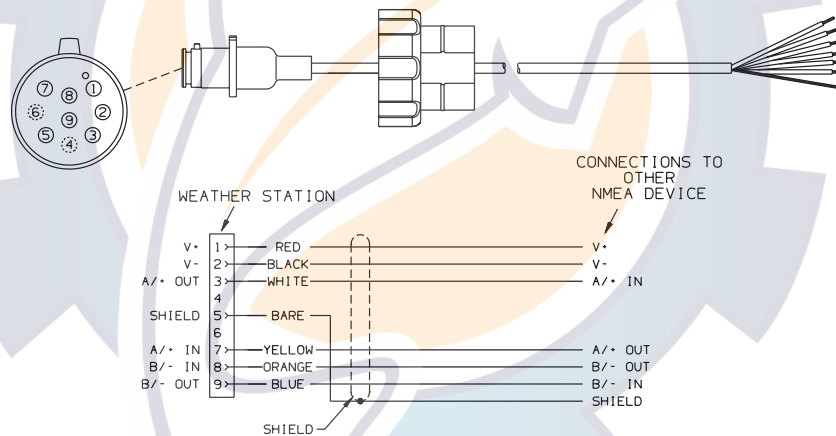 7
8
1
6
9
2
5
4
3
CONNECTIONS TO
OTHER
NMEA DEVICE
WEATHER STATION
V+ 1 RED V+
V- 2 BLACK V-
A/+ OUT 3 WHITE A/+ IN
4
SHIELD 5 BARE
6
A/+ IN 7 YELLOW A/+ OUT
B/- IN 8 ORANGE B/- OUT
B/- OUT 9 BLUE B/- IN
SHIELD
SHIELD